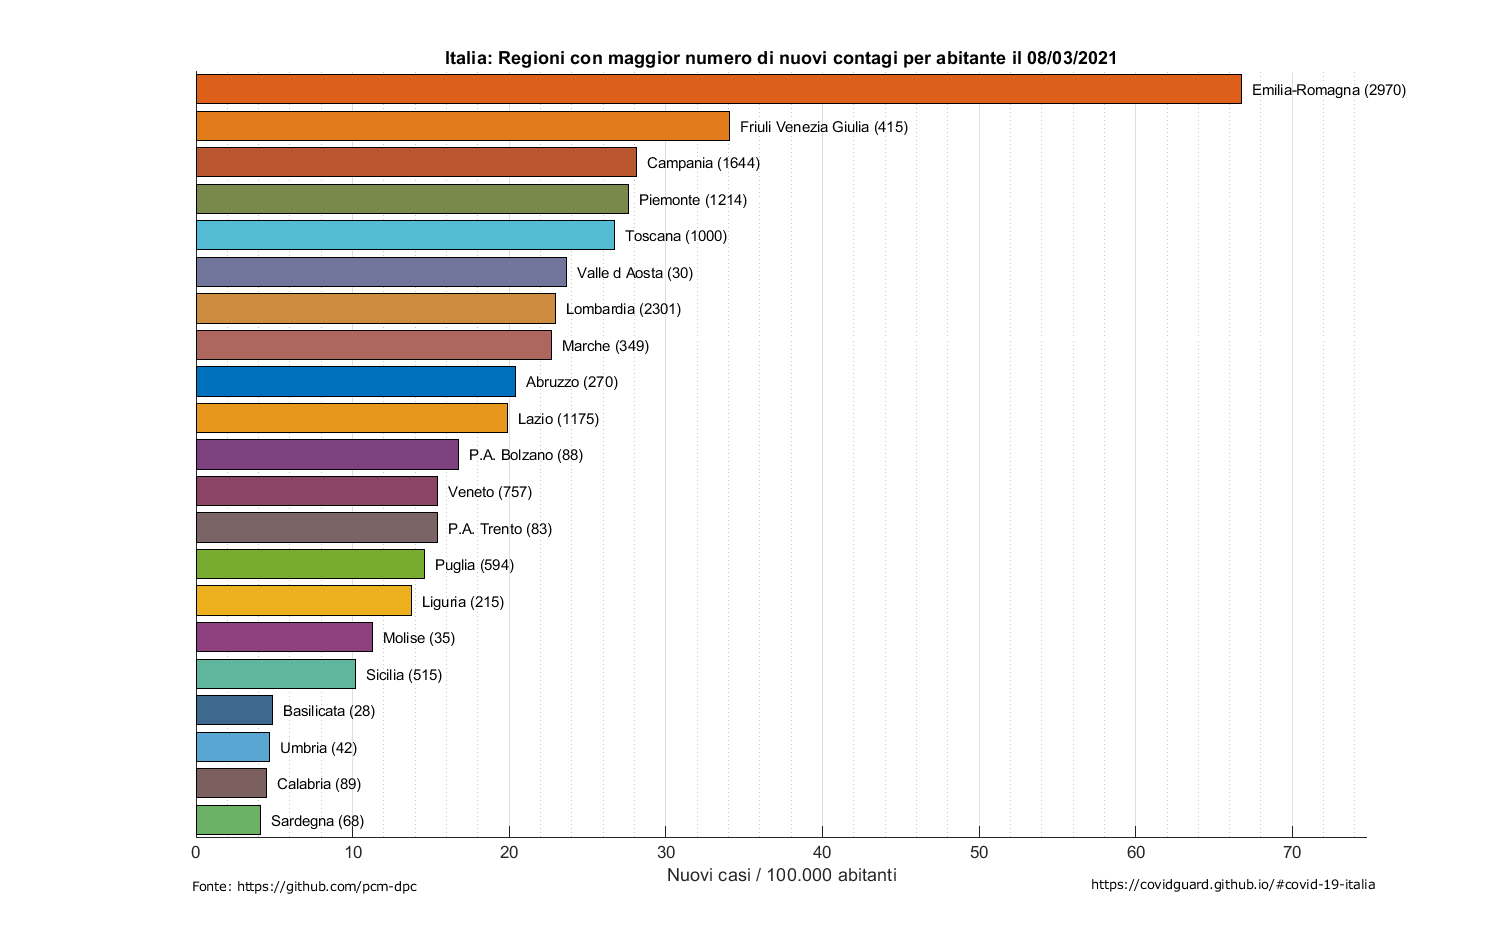 Italia: Regioni con maggior numero di nuovi contagi per abitante il 08/03/2021
Emilia-Romagna (2970)
Friuli Venezia Giulia (415)
Campania (1644)
Piemonte (1214)
Toscana (1000)
Valle d Aosta (30)
Lombardia (2301)
Marche (349)
Abruzzo (270)
Lazio (1175)
P.A. Bolzano (88)
Veneto (757)
P.A. Trento (83)
Puglia (594)
Liguria (215)
Molise (35)
Sicilia (515)
Basilicata (28)
Umbria (42)
Calabria (89)
Sardegna (68)
0 10 20 30 40 50 60 70
Nuovi casi / 100.000 abitanti
Fonte: https://github.com/pcm-dpc
https://covidguard.github.io/#covid-19-italia